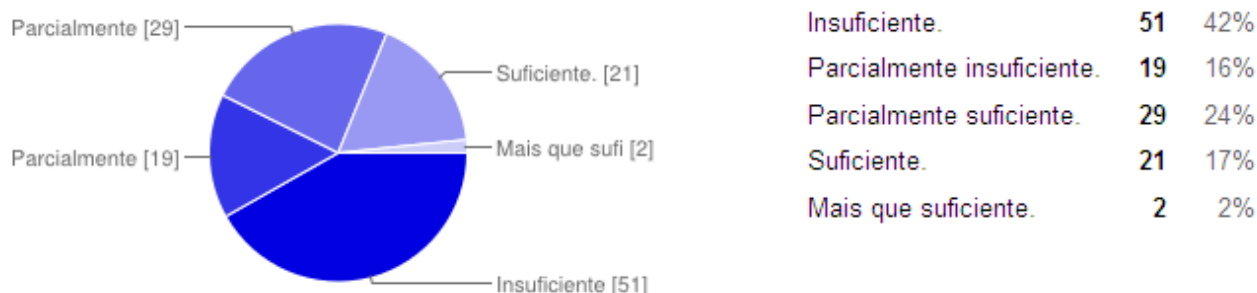 Parcialmente [29]
Suficiente. [21]
Parcialmente [19]
Mais que sufi [2]
Insuficiente [51]
Insuficiente. 51 42%
Parcialmente insuficiente. 19 16%
Parcialmente suficiente. 29 24%
Suficiente. 21 17%
Mais que suficiente. 2 2%